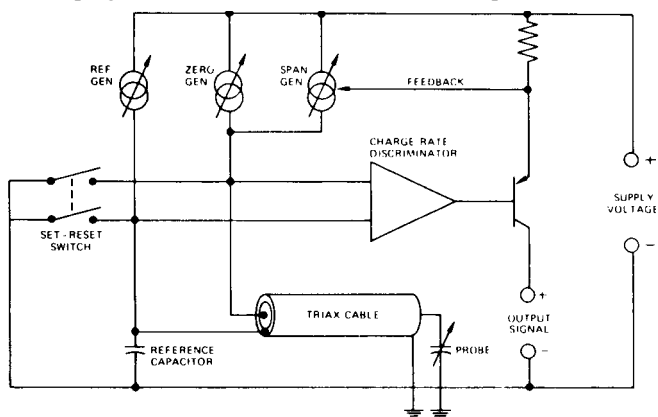 REF
GEN
ZERO
GEN
SPAN
GEN
FEEDBACK
CHARGE RATE
DISCRIMINATOR
+
SUPPLY
VOLTAGE
−
SET-RESET
SWITCH
TRIAX CABLE
+
OUTPUT
SIGNAL
−
REFERENCE
CAPACITOR
PROBE